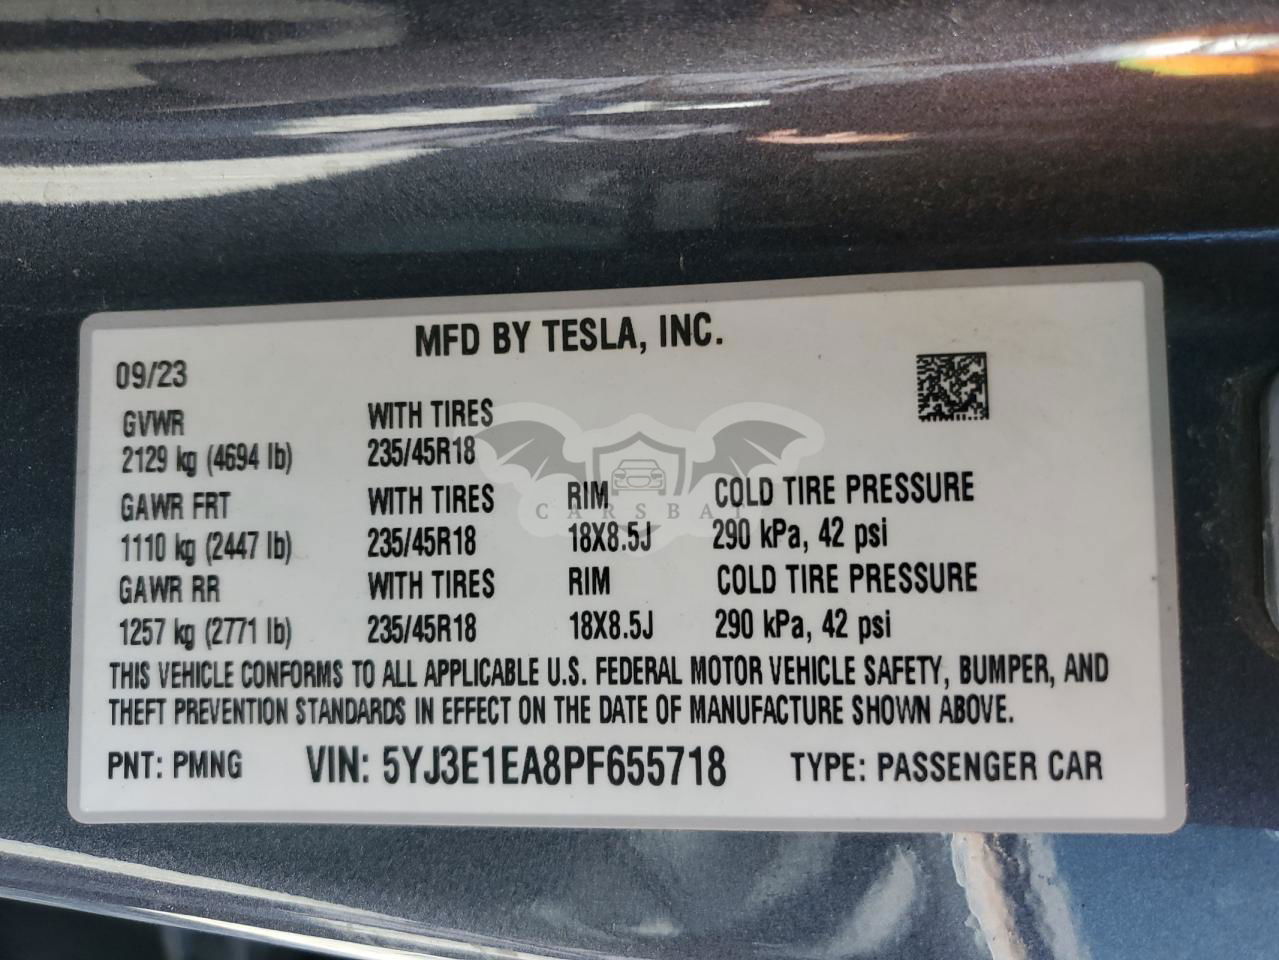 MFD BY TESLA, INC.
09/23
GVWR WITH TIRES
2129 kg (4694 lb) 235/45R18
GAWR FRT WITH TIRES RIM COLD TIRE PRESSURE
1110 kg (2447 lb) 235/45R18 18X8.5J 290 kPa, 42 psi
GAWR RR WITH TIRES RIM COLD TIRE PRESSURE
1257 kg (2771 lb) 235/45R18 18X8.5J 290 kPa, 42 psi
THIS VEHICLE CONFORMS TO ALL APPLICABLE U.S. FEDERAL MOTOR VEHICLE SAFETY, BUMPER, AND
THEFT PREVENTION STANDARDS IN EFFECT ON THE DATE OF MANUFACTURE SHOWN ABOVE.
PNT: PMNG VIN: 5YJ3E1EA8PF655718 TYPE: PASSENGER CAR
CARSBAT